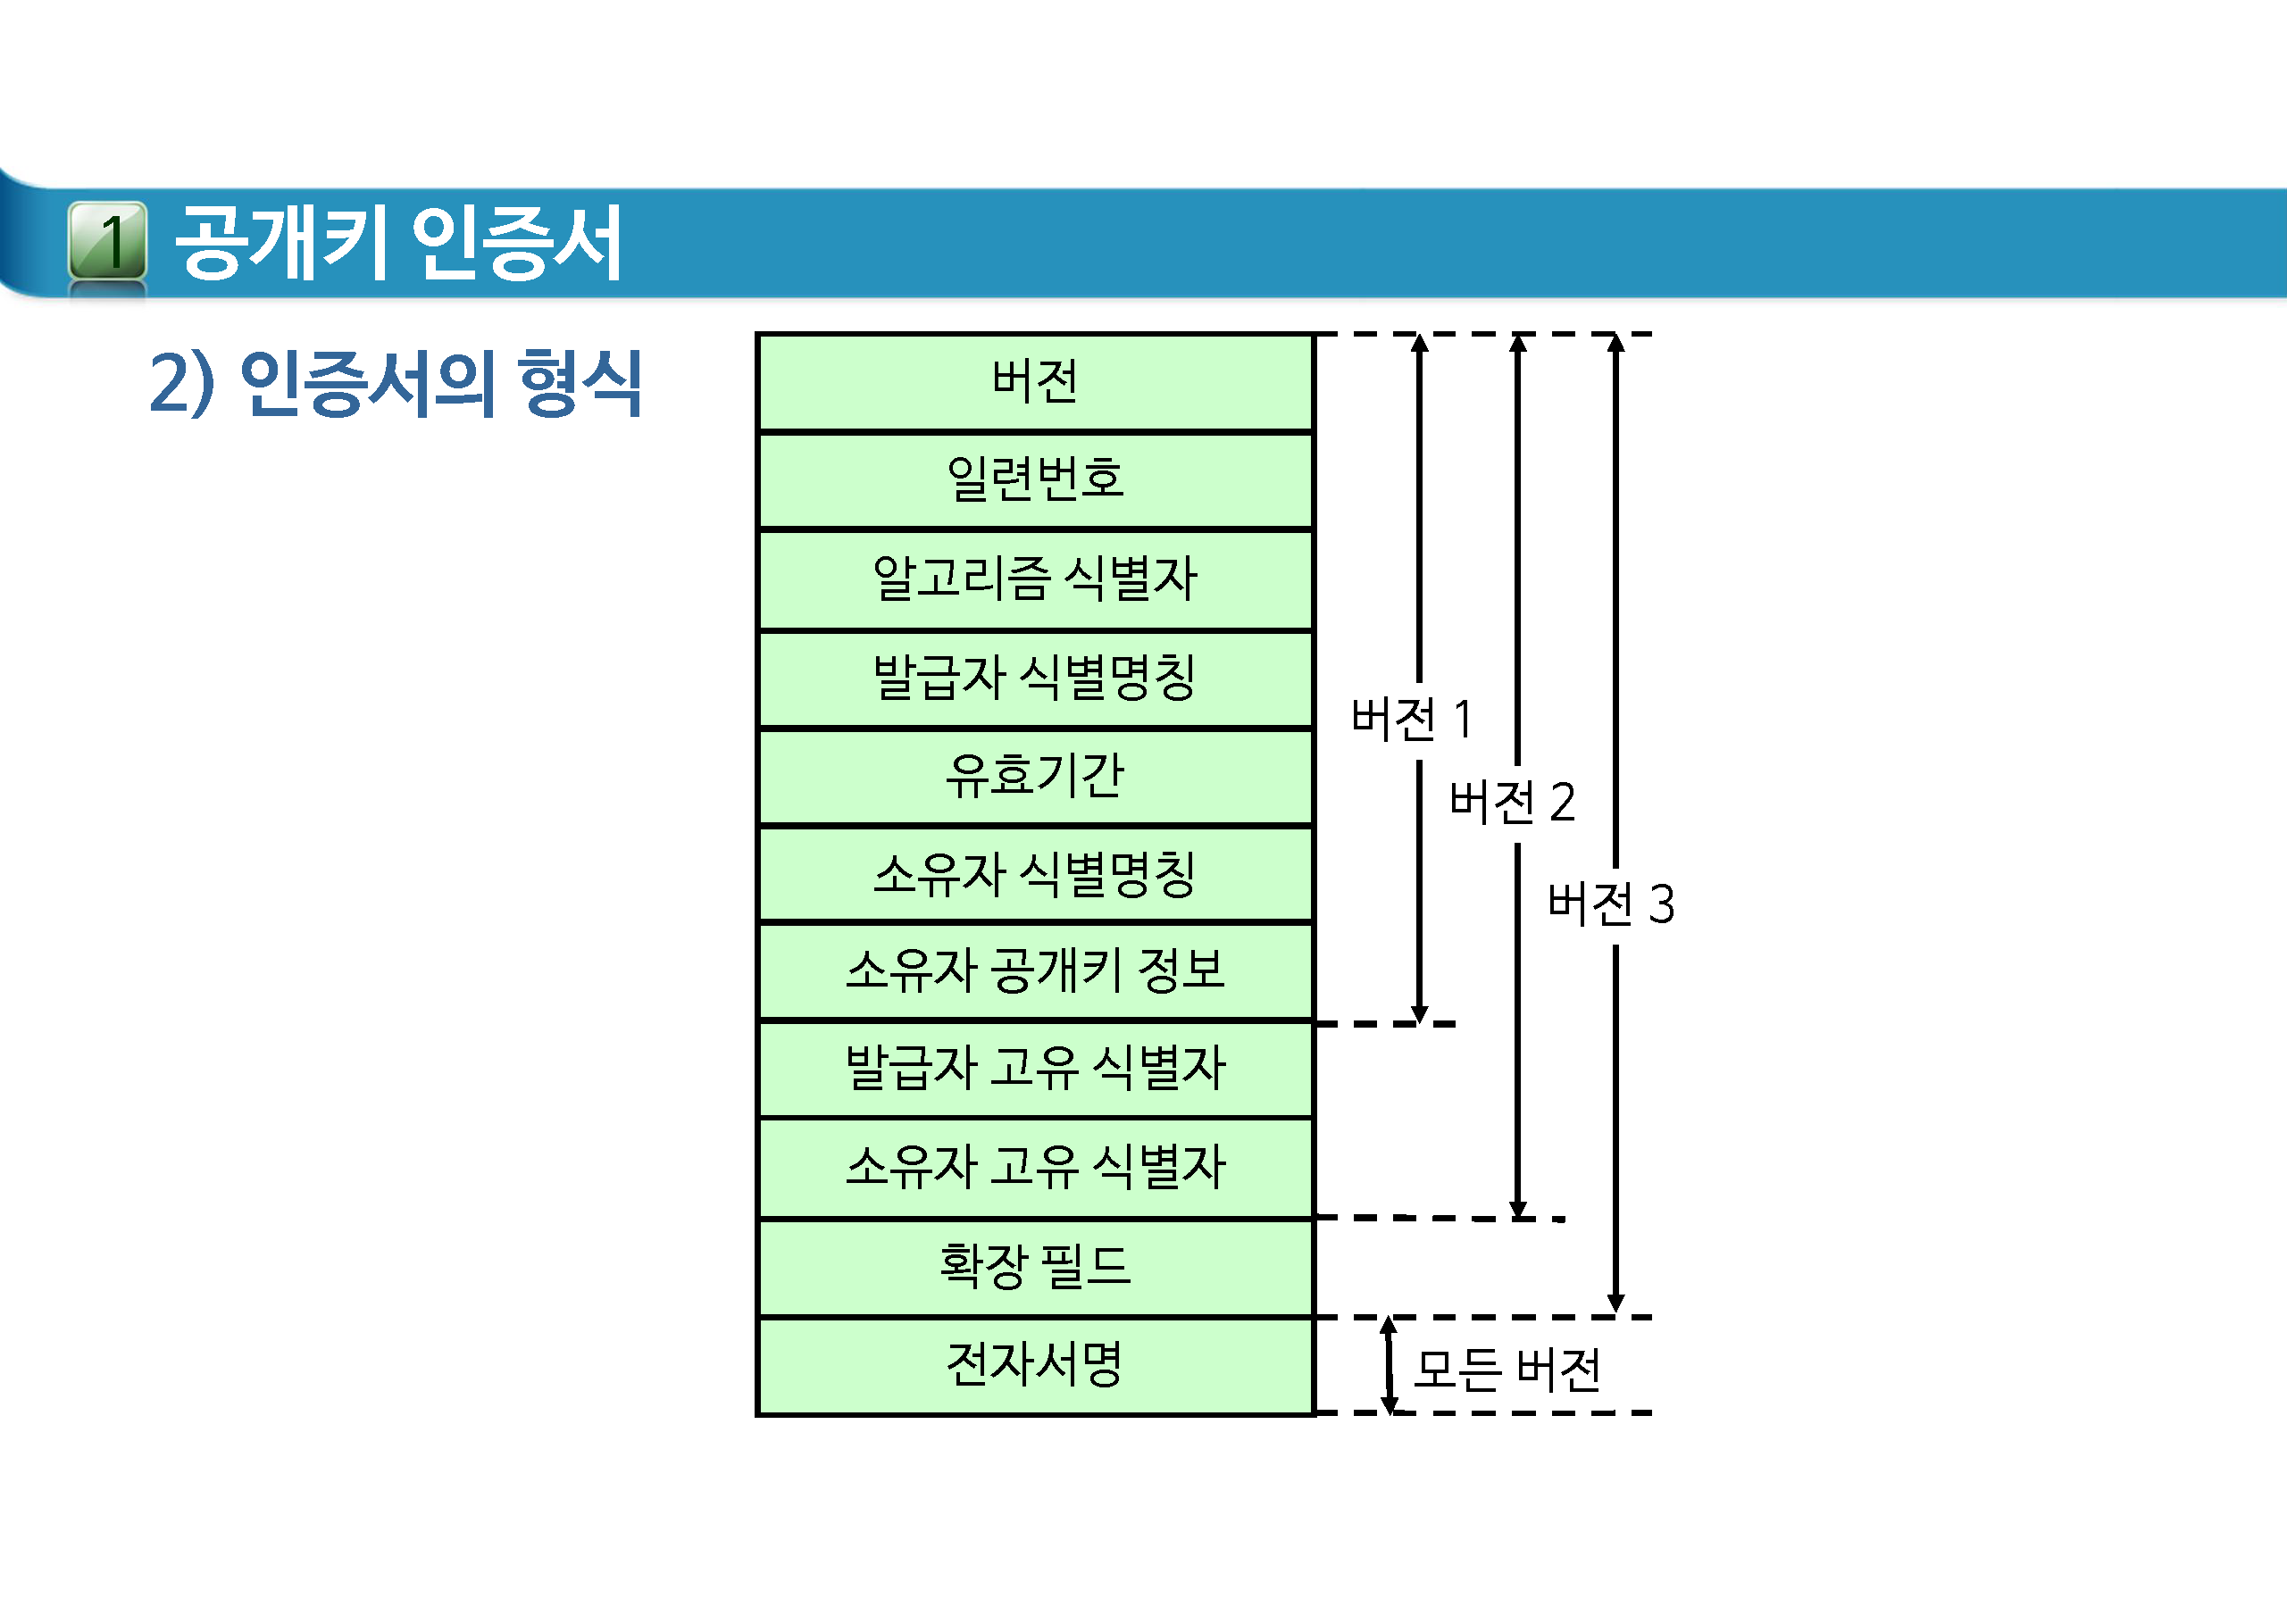 1 공개키 인증서
2) 인증서의 형식
버전
일련번호
알고리즘 식별자
발급자 식별명칭
유효기간
소유자 식별명칭
소유자 공개키 정보
발급자 고유 식별자
소유자 고유 식별자
확장 필드
전자서명
버전 1
버전 2
버전 3
모든 버전